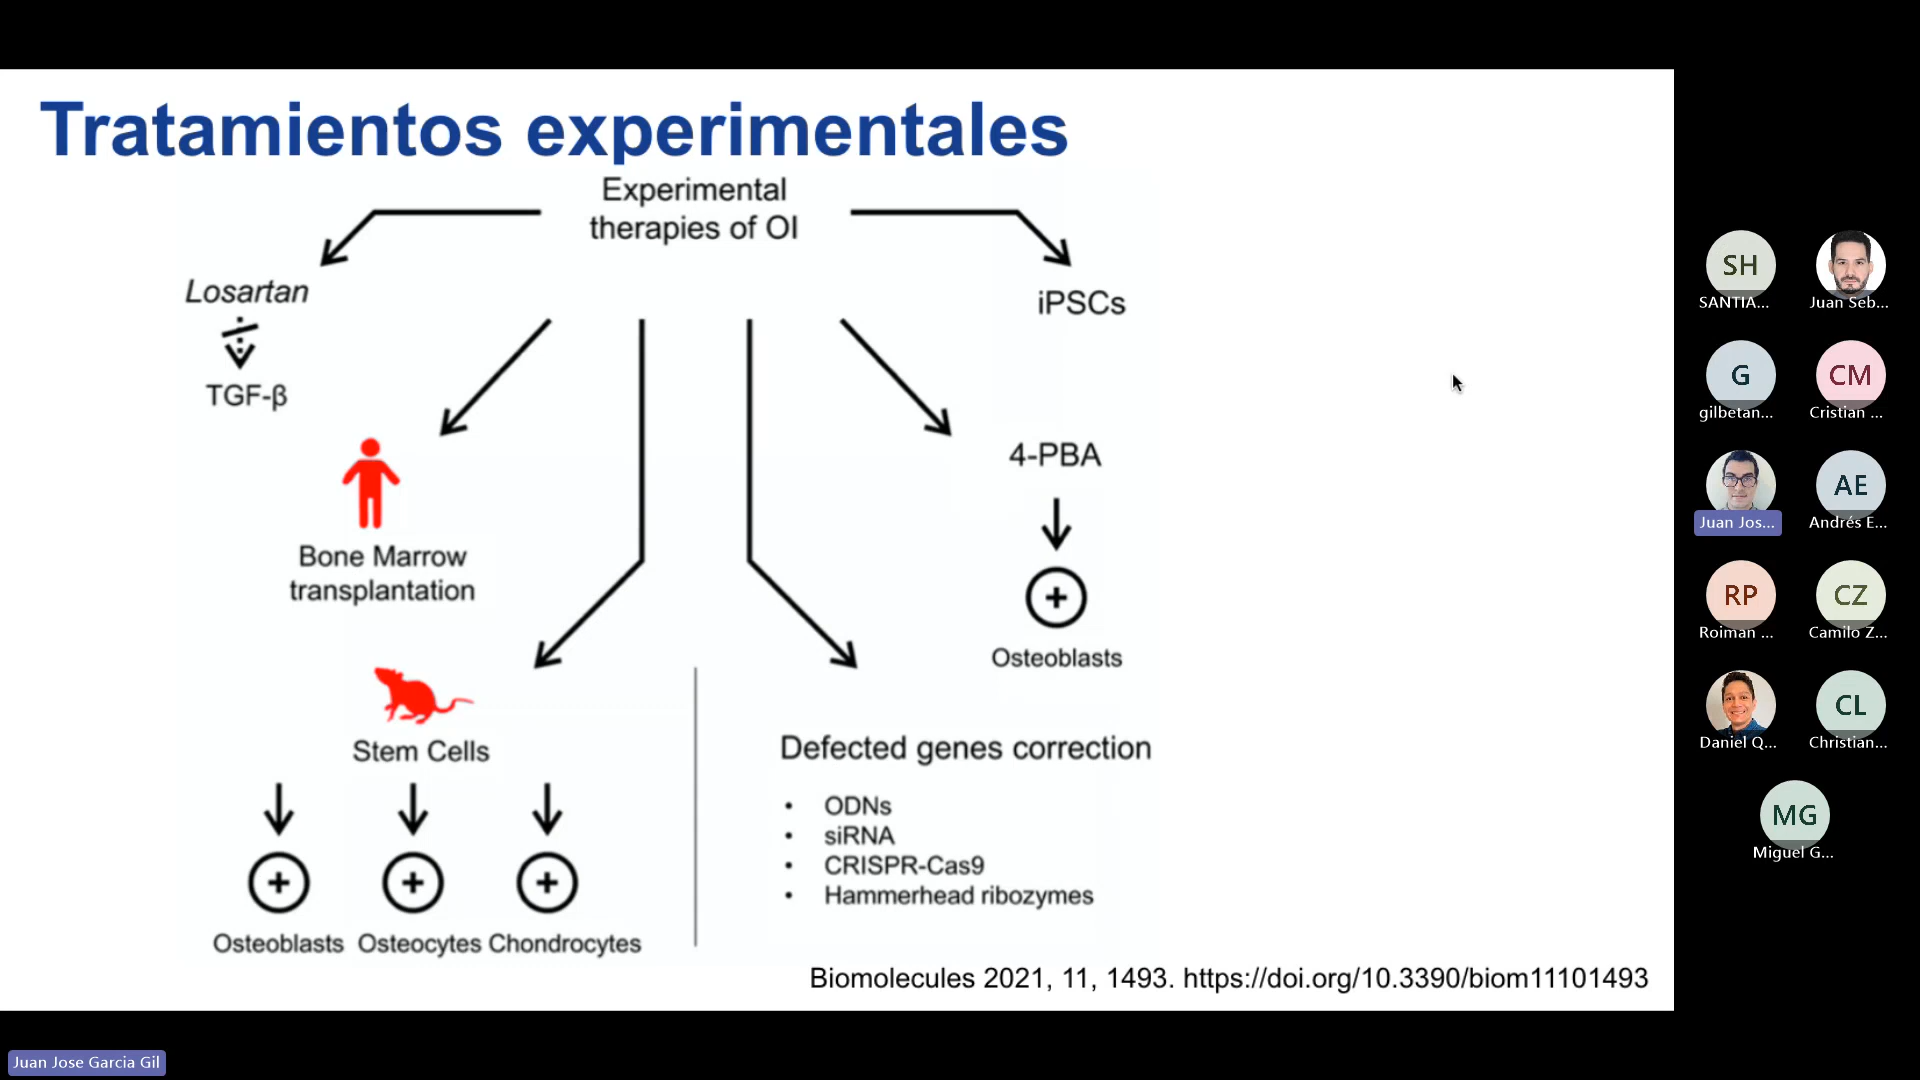 Tratamientos experimentales
Experimental
therapies of OI
Losartan
TGF-β
iPSCs
Bone Marrow
transplantation
4-PBA
+
Osteoblasts
Stem Cells
+ + +
Osteoblasts Osteocytes Chondrocytes
Defected genes correction
• ODNs
• siRNA
• CRISPR-Cas9
• Hammerhead ribozymes
Biomolecules 2021, 11, 1493. https://doi.org/10.3390/biom11101493
SH
SANTIA...
Juan Seb...
G
gilbetan...
CM
Cristian ...
Juan Jos...
AE
Andrés E...
RP
Roiman ...
CZ
Camilo Z...
Daniel Q...
CL
Christian...
MG
Miguel G...
Juan Jose Garcia Gil